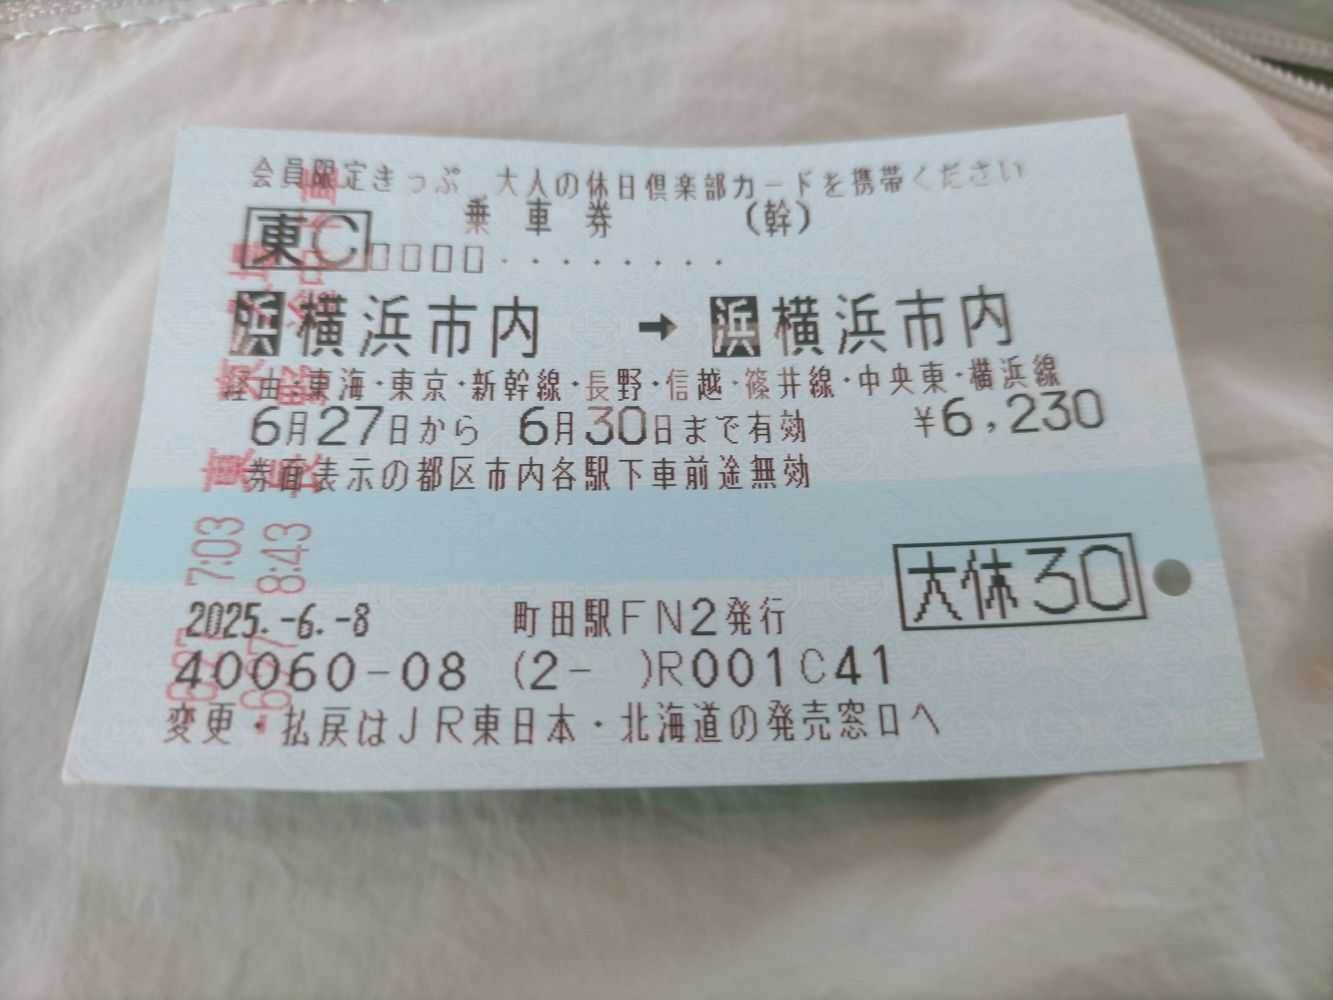 会員限定きっぷ 大人の休日倶楽部カードを携帯ください
乗車券 (幹)
東C
浜 横浜市内 → 浜 横浜市内
経由:東海・東京・新幹線・長野・信越・篠井線・中央東・横浜線
6月27日から 6月30日まで有効 ¥6,230
券面表示の都区市内各駅下車前途無効
大休30
2025.-6.-8 町田駅FN2発行
40060-08 (2- )R001C41
変更・払戻はJR東日本・北海道の発売窓口へ
7:03
8:43